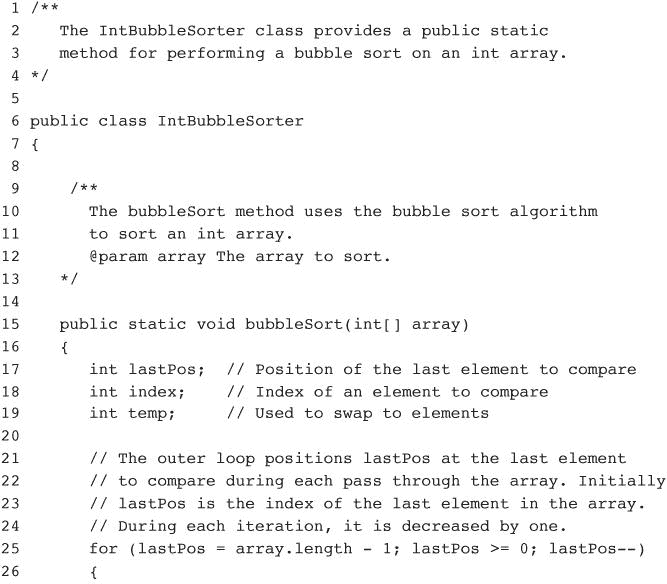 1 /**
2    The IntBubbleSorter class provides a public static
3    method for performing a bubble sort on an int array.
4 */
5
6 public class IntBubbleSorter
7 {
8
9     /**
10       The bubbleSort method uses the bubble sort algorithm
11       to sort an int array.
12       @param array The array to sort.
13    */
14
15    public static void bubbleSort(int[] array)
16    {
17       int lastPos;  // Position of the last element to compare
18       int index;    // Index of an element to compare
19       int temp;     // Used to swap to elements
20
21       // The outer loop positions lastPos at the last element
22       // to compare during each pass through the array. Initially
23       // lastPos is the index of the last element in the array.
24       // During each iteration, it is decreased by one.
25       for (lastPos = array.length - 1; lastPos >= 0; lastPos--)
26       {